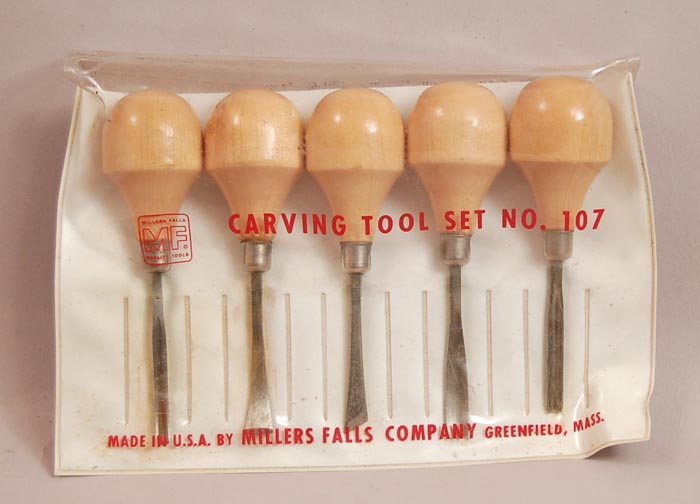 CARVING TOOL SET NO. 107
MILLERS FALLS
MF.
QUALITY TOOLS
MADE IN U.S.A. BY MILLERS FALLS COMPANY GREENFIELD, MASS.